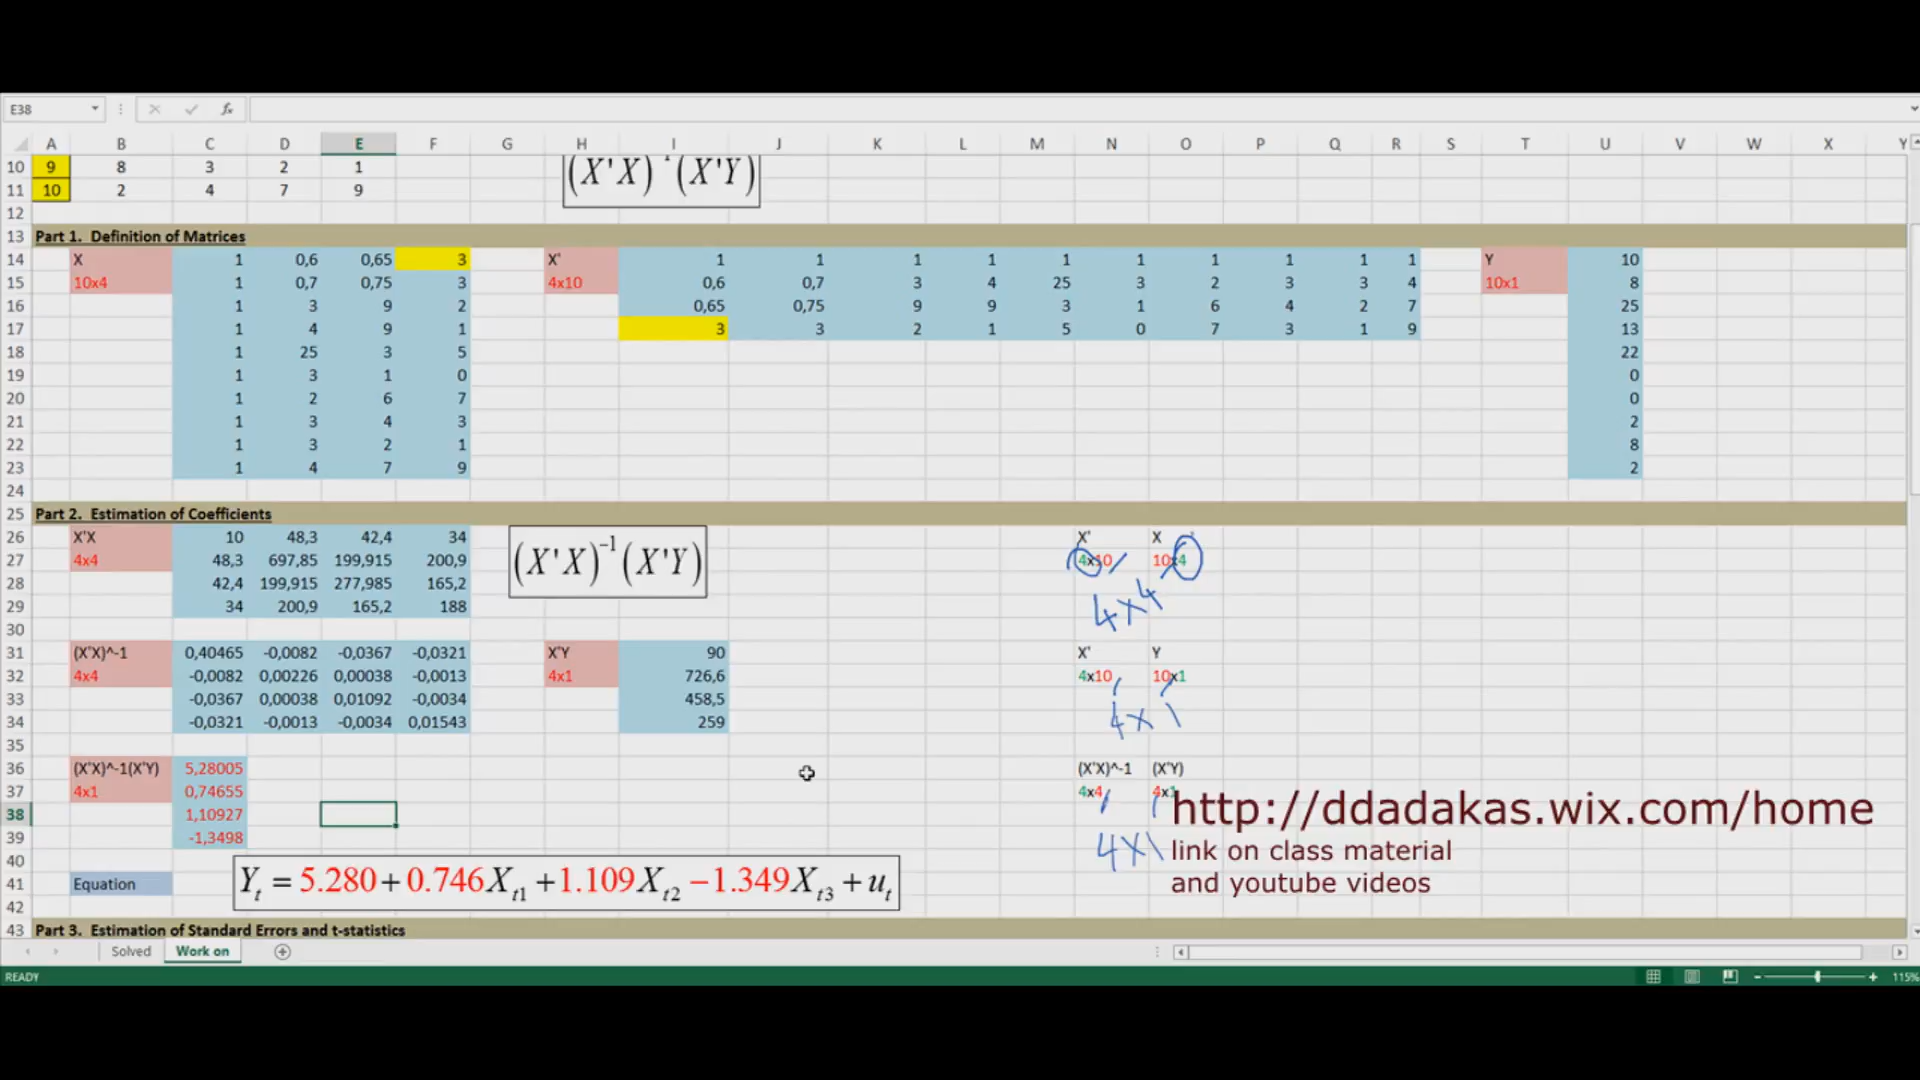 E38 fx
A B C D E F G H I J K L M N O P Q R S T U V W X Y
10 9 8 3 2 1
11 10 2 4 7 9
(X'X)⁻¹(X'Y)
12
13 Part 1. Definition of Matrices
14 X 1 0,6 0,65 3 X' 1 1 1 1 1 1 1 1 1 1 Y 10
15 10x4 1 0,7 0,75 3 4x10 0,6 0,7 3 4 25 3 2 3 3 4 10x1 8
16 1 3 9 2 0,65 0,75 9 9 3 1 6 4 2 7 25
17 1 4 9 1 3 3 2 1 5 0 7 3 1 9 13
18 1 25 3 5 22
19 1 3 1 0 0
20 1 2 6 7 0
21 1 3 4 3 2
22 1 3 2 1 8
23 1 4 7 9 2
24
25 Part 2. Estimation of Coefficients
26 X'X 10 48,3 42,4 34 X' X
27 4x4 48,3 697,85 199,915 200,9 4x10 10x4
(X'X)⁻¹(X'Y)
28 42,4 199,915 277,985 165,2
29 34 200,9 165,2 188
4x4
30
31 (X'X)^-1 0,40465 -0,0082 -0,0367 -0,0321 X'Y 90 X' Y
32 4x4 -0,0082 0,00226 0,00038 -0,0013 4x1 726,6 4x10 10x1
33 -0,0367 0,00038 0,01092 -0,0034 458,5
34 -0,0321 -0,0013 -0,0034 0,01543 259
4x1
35
36 (X'X)^-1(X'Y) 5,28005 (X'X)^-1 (X'Y)
37 4x1 0,74655 4x4 4x1
38 1,10927
39 -1,3498
4x1
http://ddadakas.wix.com/home
link on class material
and youtube videos
40
41 Equation Yt = 5.280+0.746Xt1 +1.109Xt2 −1.349Xt3 + ut
42
43 Part 3. Estimation of Standard Errors and t-statistics
Solved Work on
READY 115%